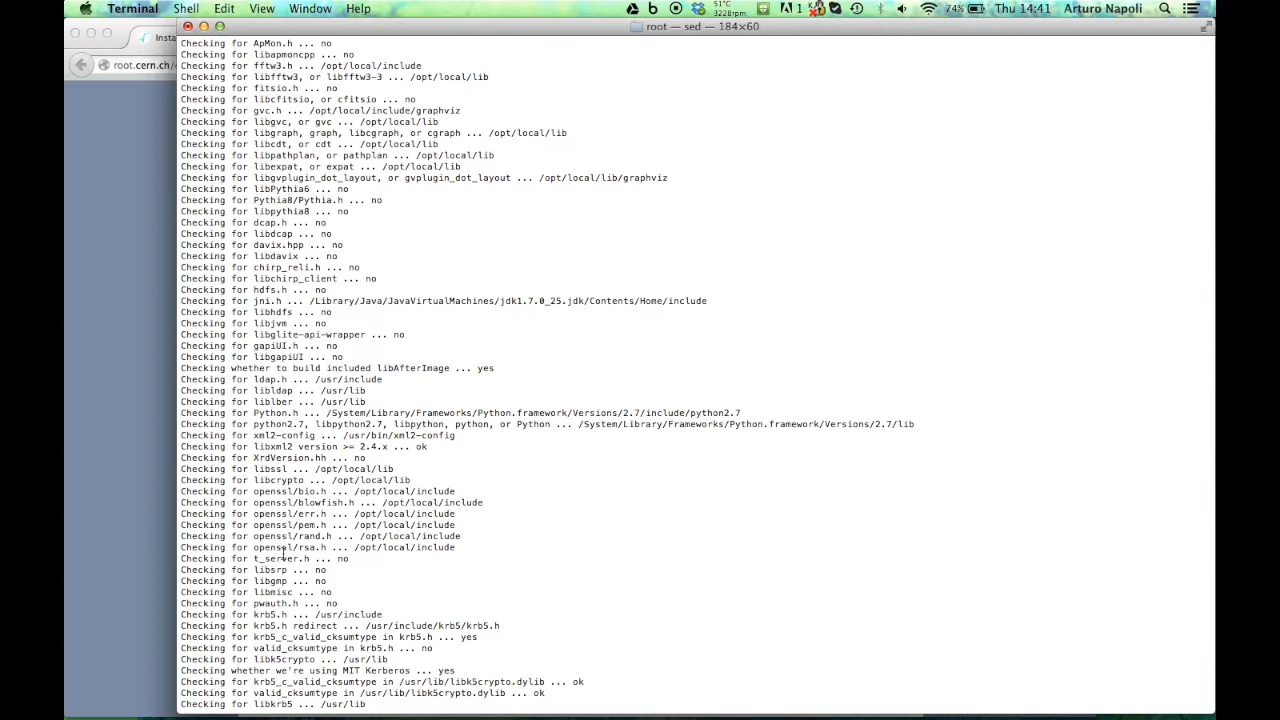 Terminal Shell Edit View Window Help 51°C 3228rpm 1 74% Thu 14:41 Arturo Napoli
root — sed — 184×60
Insta
root.cern.ch/
Checking for ApMon.h ... no
Checking for libapmoncpp ... no
Checking for fftw3.h ... /opt/local/include
Checking for libfftw3, or libfftw3-3 ... /opt/local/lib
Checking for fitsio.h ... no
Checking for libcfitsio, or cfitsio ... no
Checking for gvc.h ... /opt/local/include/graphviz
Checking for libgvc, or gvc ... /opt/local/lib
Checking for libgraph, graph, libcgraph, or cgraph ... /opt/local/lib
Checking for libcdt, or cdt ... /opt/local/lib
Checking for libpathplan, or pathplan ... /opt/local/lib
Checking for libexpat, or expat ... /opt/local/lib
Checking for libgvplugin_dot_layout, or gvplugin_dot_layout ... /opt/local/lib/graphviz
Checking for libPythia6 ... no
Checking for Pythia8/Pythia.h ... no
Checking for libpythia8 ... no
Checking for dcap.h ... no
Checking for libdcap ... no
Checking for davix.hpp ... no
Checking for libdavix ... no
Checking for chirp_reli.h ... no
Checking for libchirp_client ... no
Checking for hdfs.h ... no
Checking for jni.h ... /Library/Java/JavaVirtualMachines/jdk1.7.0_25.jdk/Contents/Home/include
Checking for libhdfs ... no
Checking for libjvm ... no
Checking for libglite-api-wrapper ... no
Checking for gapiUI.h ... no
Checking for libgapiUI ... no
Checking whether to build included libAfterImage ... yes
Checking for ldap.h ... /usr/include
Checking for libldap ... /usr/lib
Checking for liblber ... /usr/lib
Checking for Python.h ... /System/Library/Frameworks/Python.framework/Versions/2.7/include/python2.7
Checking for python2.7, libpython2.7, libpython, python, or Python ... /System/Library/Frameworks/Python.framework/Versions/2.7/lib
Checking for xml2-config ... /usr/bin/xml2-config
Checking for libxml2 version >= 2.4.x ... ok
Checking for XrdVersion.hh ... no
Checking for libssl ... /opt/local/lib
Checking for libcrypto ... /opt/local/lib
Checking for openssl/bio.h ... /opt/local/include
Checking for openssl/blowfish.h ... /opt/local/include
Checking for openssl/err.h ... /opt/local/include
Checking for openssl/pem.h ... /opt/local/include
Checking for openssl/rand.h ... /opt/local/include
Checking for openssl/rsa.h ... /opt/local/include
Checking for t_server.h ... no
Checking for libsrp ... no
Checking for libgmp ... no
Checking for libmisc ... no
Checking for pwauth.h ... no
Checking for krb5.h ... /usr/include
Checking for krb5.h redirect ... /usr/include/krb5/krb5.h
Checking for krb5_c_valid_cksumtype in krb5.h ... yes
Checking for valid_cksumtype in krb5.h ... no
Checking for libk5crypto ... /usr/lib
Checking whether we're using MIT Kerberos ... yes
Checking for krb5_c_valid_cksumtype in /usr/lib/libk5crypto.dylib ... ok
Checking for valid_cksumtype in /usr/lib/libk5crypto.dylib ... ok
Checking for libkrb5 ... /usr/lib